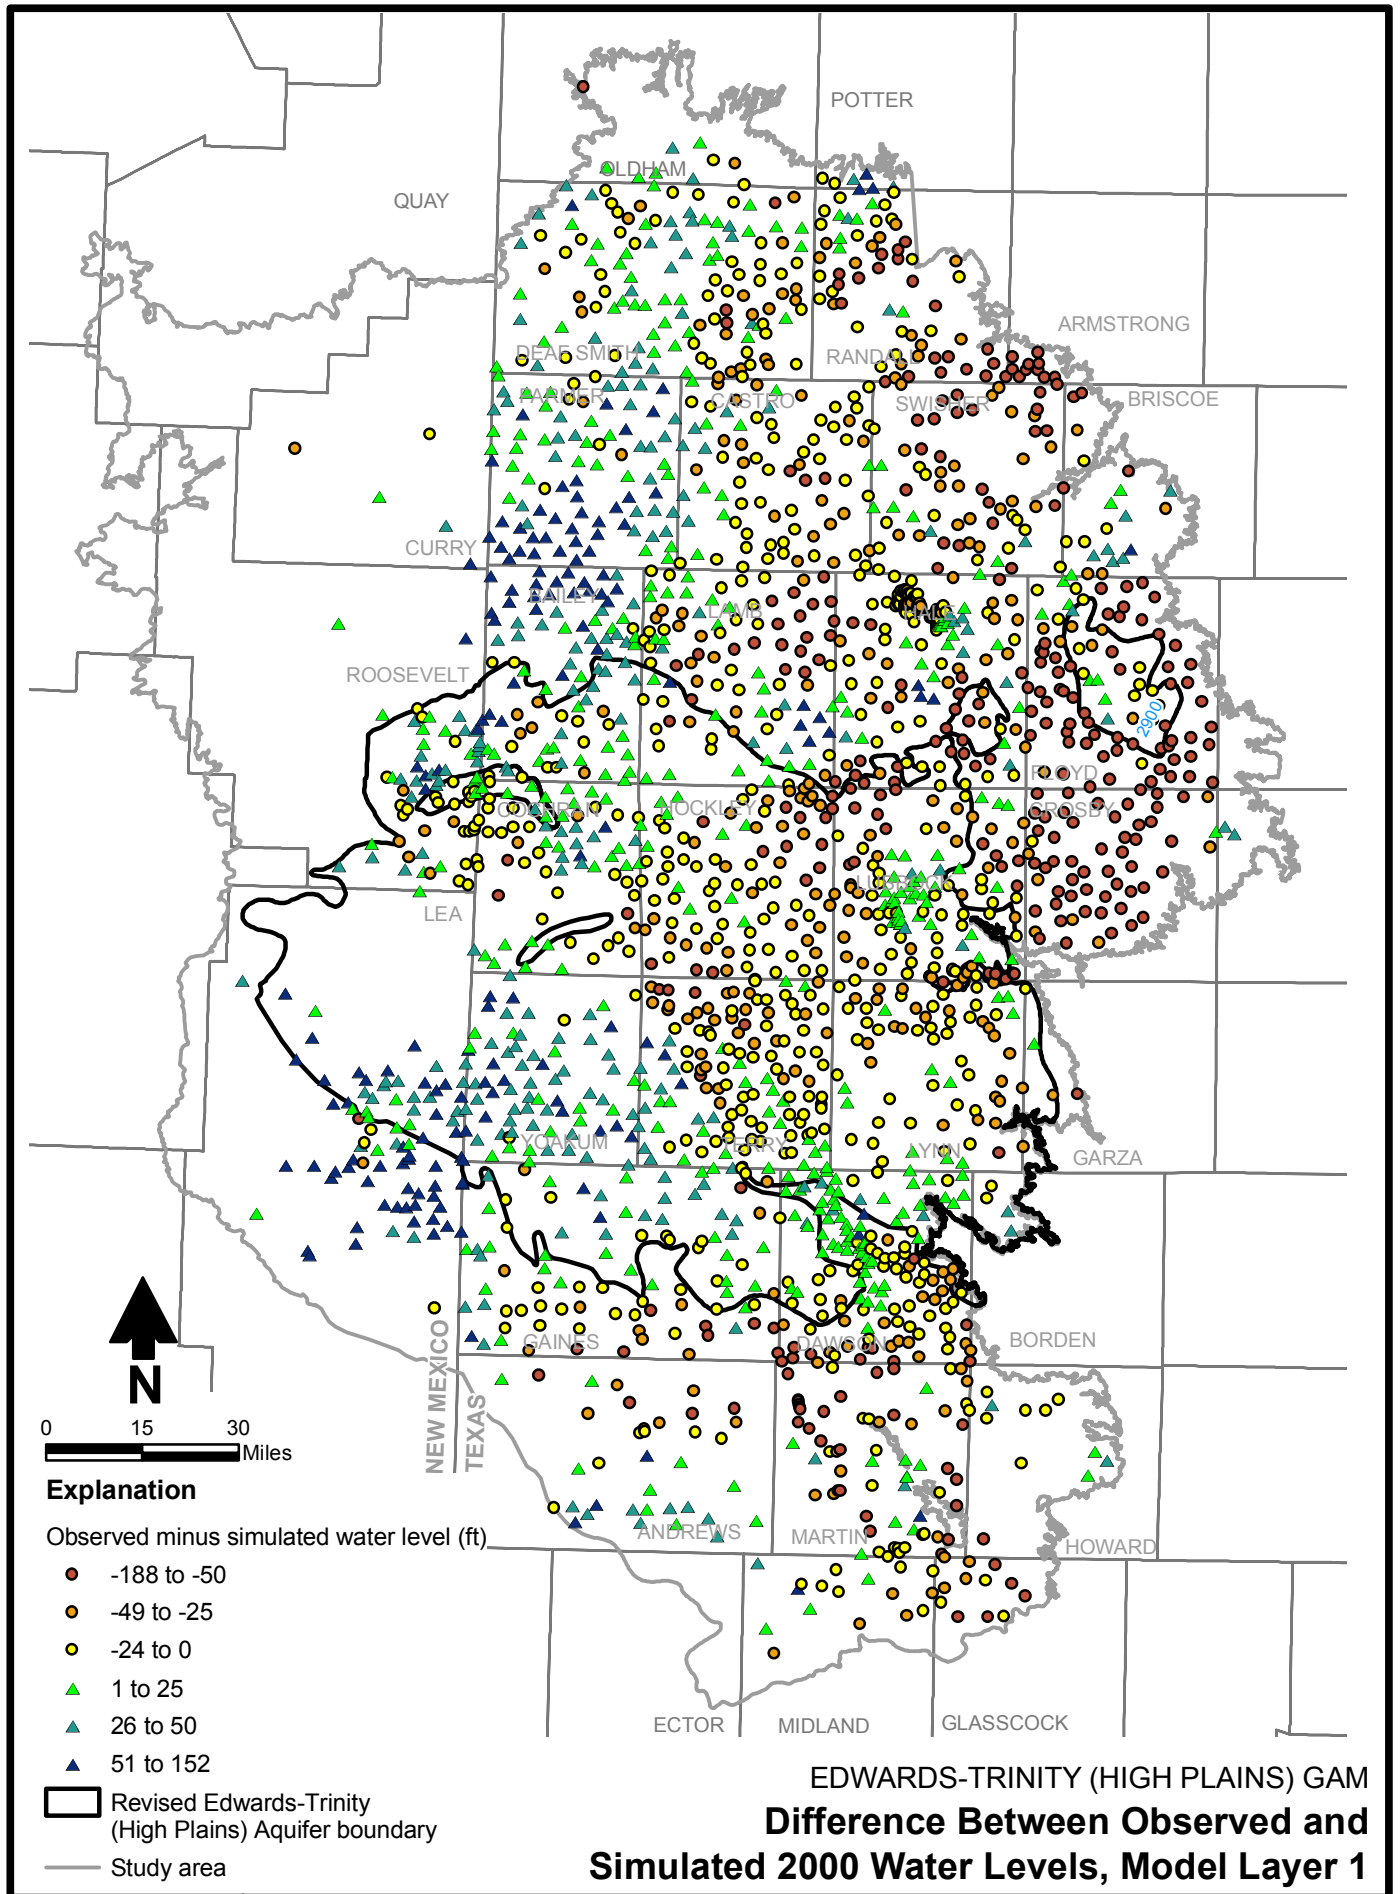 POTTER
OLDHAM
QUAY
ARMSTRONG
DEAF SMITH
RANDALL
PARMER
CASTRO
SWISHER
BRISCOE
CURRY
BAILEY
LAMB
HALE
ROOSEVELT
2900
FLOYD
COCHRAN
HOCKLEY
CROSBY
LUBBOCK
LEA
YOAKUM
TERRY
LYNN
GARZA
GAINES
DAWSON
BORDEN
NEW MEXICO
TEXAS
N
0 15 30
Miles
ANDREWS
MARTIN
HOWARD
ECTOR
MIDLAND
GLASSCOCK
Explanation
Observed minus simulated water level (ft)
-188 to -50
-49 to -25
-24 to 0
1 to 25
26 to 50
51 to 152
Revised Edwards-Trinity
(High Plains) Aquifer boundary
Study area
EDWARDS-TRINITY (HIGH PLAINS) GAM
Difference Between Observed and
Simulated 2000 Water Levels, Model Layer 1